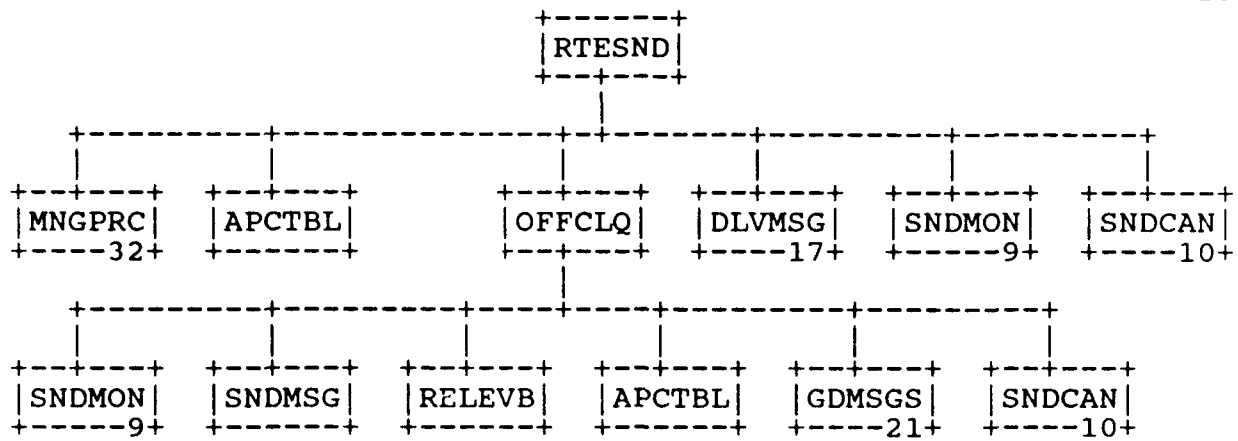 RTESND
MNGPRC APCTBL OFFCLQ DLVMSG SNDMON SNDCAN
32 17 9 10
SNDMON SNDMSG RELEVB APCTBL GDMSGS SNDCAN
9 21 10